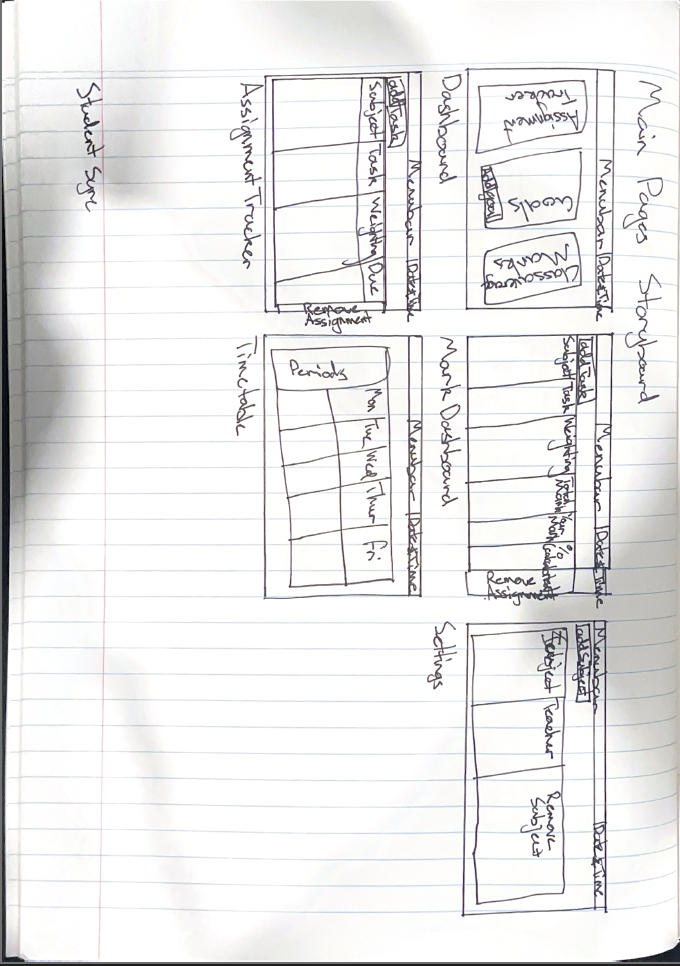 Main Pages Storyboard
Menubar Date&Time
Assignment Tracker
Goals
Add goal
Marks
Dashboard
Menubar Date&Time
add Task
Subject Task Weighting Total Mark Your Mark % Calculated
Remove Assignment
Mark Dashboard
Menubar Date&Time
add Subject
Subject Teacher Remove Subject
Settings
Menubar Date&Time
add Task
Subject Task Weighting Due
Remove Assignment
Assignment Tracker
Menubar Date&Time
Periods
Mon Tue Wed Thur Fri
Timetable
Student Sync